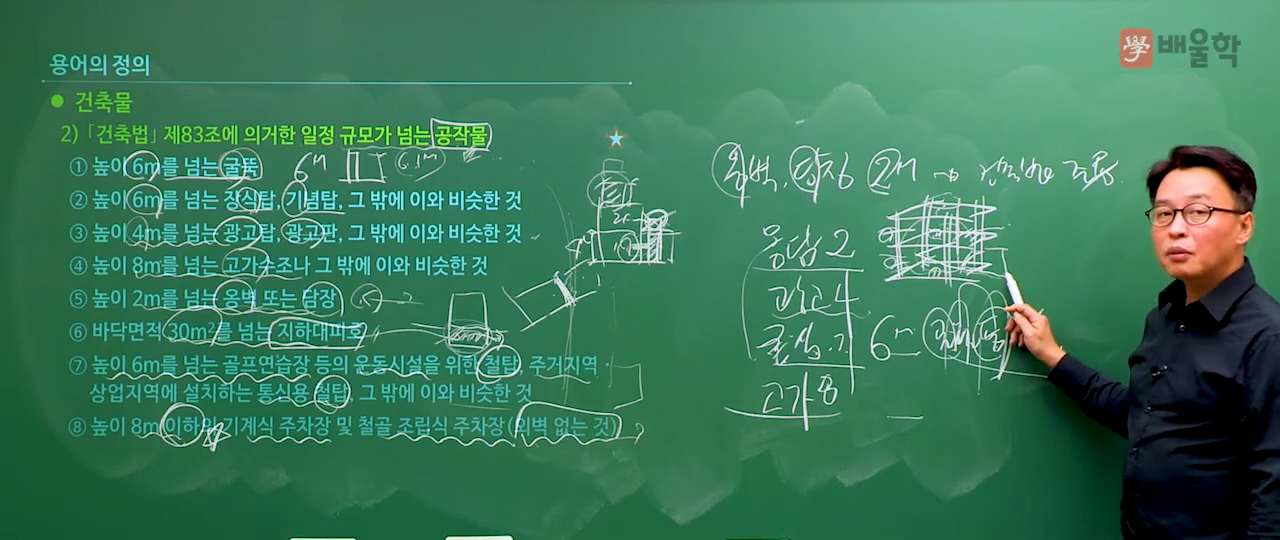 學 배울학
용어의 정의
● 건축물
2) 「건축법」 제83조에 의거한 일정 규모가 넘는 공작물
① 높이 6m를 넘는 굴뚝
② 높이 6m를 넘는 장식탑, 기념탑, 그 밖에 이와 비슷한 것
③ 높이 4m를 넘는 광고탑, 광고판, 그 밖에 이와 비슷한 것
④ 높이 8m를 넘는 고가수조나 그 밖에 이와 비슷한 것
⑤ 높이 2m를 넘는 옹벽 또는 담장
⑥ 바닥면적 30m²를 넘는 지하대피호
⑦ 높이 6m를 넘는 골프연습장 등의 운동시설을 위한 철탑, 주거지역·
상업지역에 설치하는 통신용 철탑, 그 밖에 이와 비슷한 것
⑧ 높이 8m 이하의 기계식 주차장 및 철골 조립식 주차장(외벽 없는 것)
6m
6.1m
옹벽, 담장 2m
옹담 2
광고 4
굴장.기 6m
고가 8